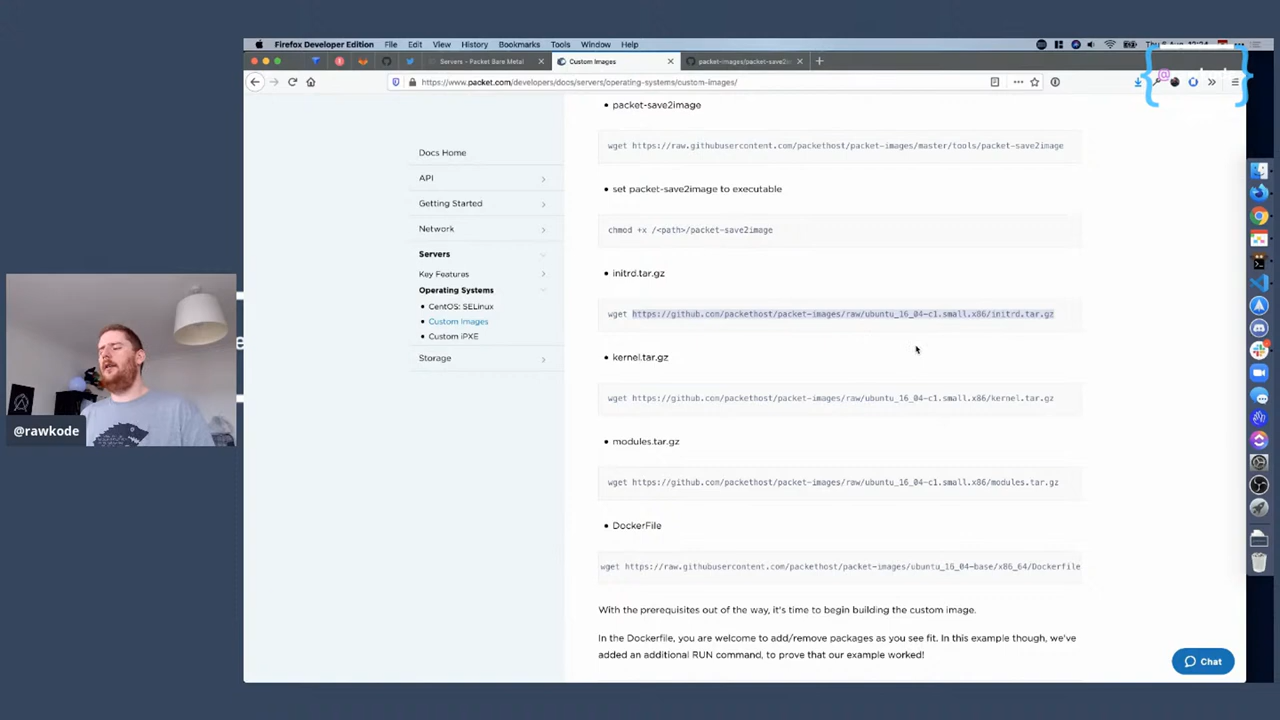 Firefox Developer Edition File Edit View History Bookmarks Tools Window Help
Servers - Packet Bare Metal Custom Images packet-images/packet-save2im
https://www.packet.com/developers/docs/servers/operating-systems/custom-images/
packet-save2image
wget https://raw.githubusercontent.com/packethost/packet-images/master/tools/packet-save2image
Docs Home
API
Getting Started
Network
Servers
Key Features
Operating Systems
CentOS: SELinux
Custom Images
Custom iPXE
Storage
set packet-save2image to executable
chmod +x /<path>/packet-save2image
initrd.tar.gz
wget https://github.com/packethost/packet-images/raw/ubuntu_16_04-c1.small.x86/initrd.tar.gz
kernel.tar.gz
wget https://github.com/packethost/packet-images/raw/ubuntu_16_04-c1.small.x86/kernel.tar.gz
modules.tar.gz
wget https://github.com/packethost/packet-images/raw/ubuntu_16_04-c1.small.x86/modules.tar.gz
DockerFile
wget https://raw.githubusercontent.com/packethost/packet-images/ubuntu_16_04-base/x86_64/Dockerfile
With the prerequisites out of the way, it's time to begin building the custom image.
In the Dockerfile, you are welcome to add/remove packages as you see fit. In this example though, we've
added an additional RUN command, to prove that our example worked!
Chat
@rawkode